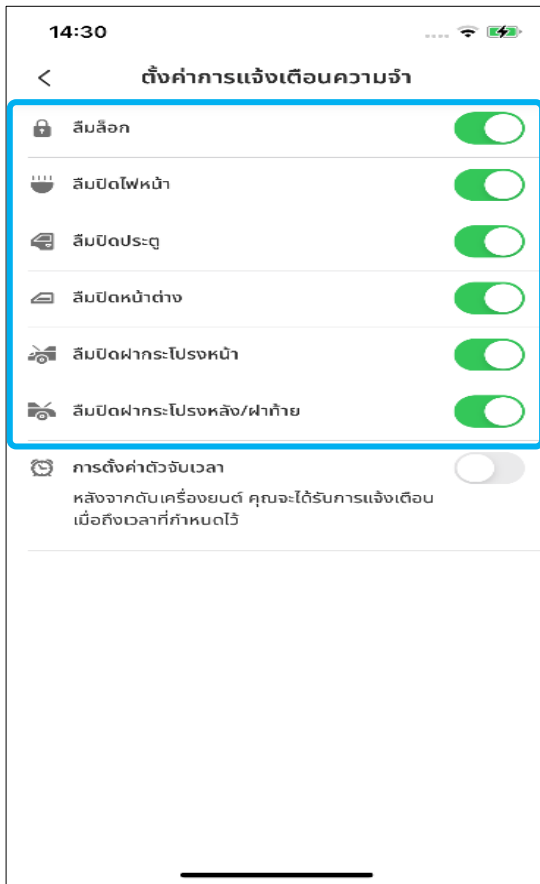 14:30
ตั้งค่าการแจ้งเตือนความจำ
ลืมล็อก
ลืมปิดไฟหน้า
ลืมปิดประตู
ลืมปิดหน้าต่าง
ลืมปิดฝากระโปรงหน้า
ลืมปิดฝากระโปรงหลัง/ฝาท้าย
การตั้งค่าตัวจับเวลา
หลังจากดับเครื่องยนต์ คุณจะได้รับการแจ้งเตือน
เมื่อถึงเวลาที่กำหนดไว้